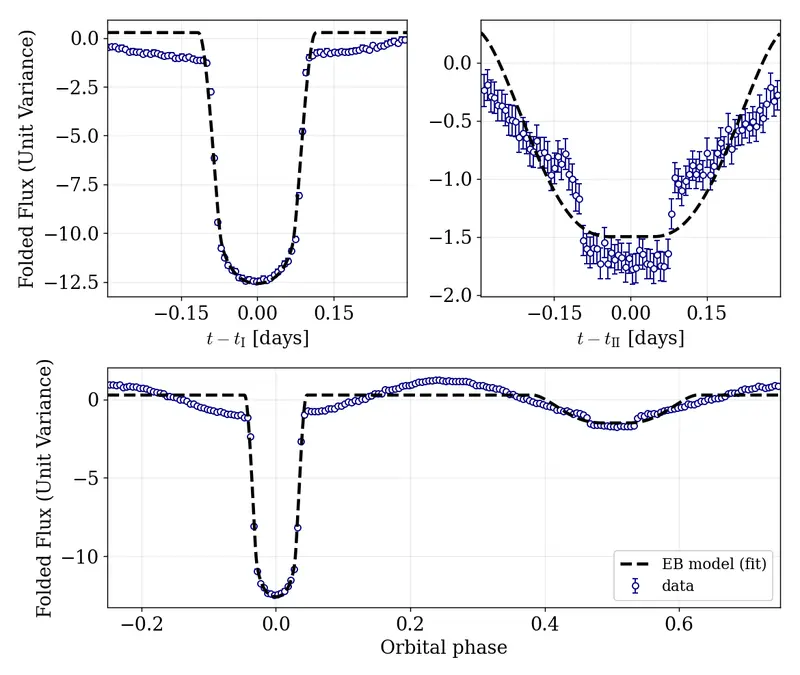 Folded Flux (Unit Variance)
0.0
−2.5
−5.0
−7.5
−10.0
−12.5
−0.15 0.00 0.15
t − tI [days]
0.0
−0.5
−1.0
−1.5
−2.0
−0.15 0.00 0.15
t − tII [days]
Folded Flux (Unit Variance)
0
−5
−10
−0.2 0.0 0.2 0.4 0.6
Orbital phase
EB model (fit)
data